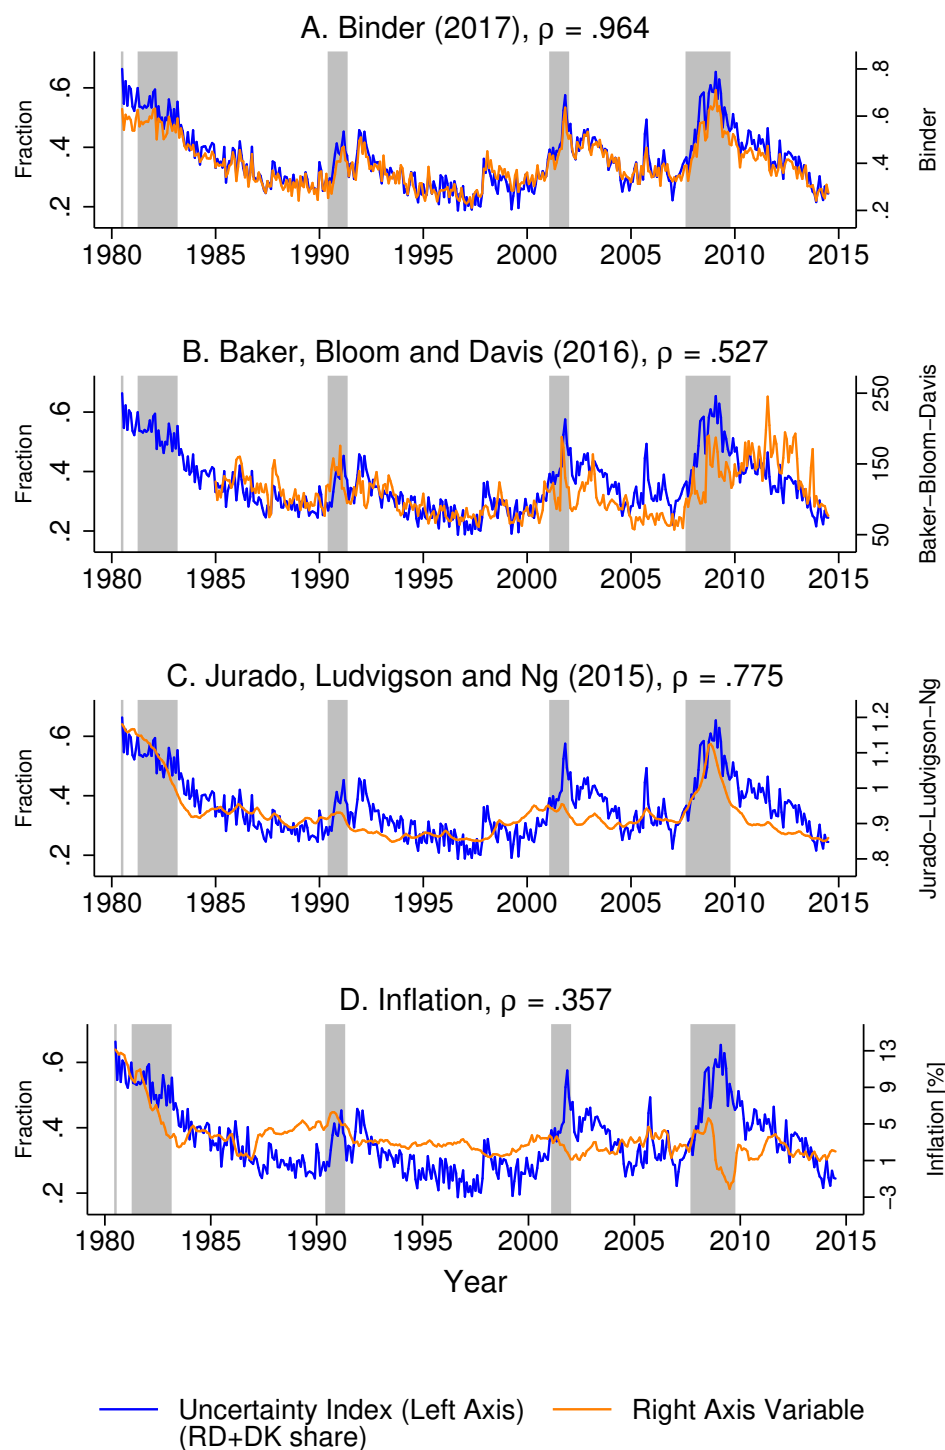 A. Binder (2017), ρ = .964
Fraction
.2 .4 .6
.2 .4 .6 .8
Binder
1980 1985 1990 1995 2000 2005 2010 2015
B. Baker, Bloom and Davis (2016), ρ = .527
Fraction
.2 .4 .6
50 150 250
Baker−Bloom−Davis
1980 1985 1990 1995 2000 2005 2010 2015
C. Jurado, Ludvigson and Ng (2015), ρ = .775
Fraction
.2 .4 .6
.8 .9 1 1.1 1.2
Jurado−Ludvigson−Ng
1980 1985 1990 1995 2000 2005 2010 2015
D. Inflation, ρ = .357
Fraction
.2 .4 .6
−3 1 5 9 13
Inflation [%]
1980 1985 1990 1995 2000 2005 2010 2015
Year
Uncertainty Index (Left Axis)
(RD+DK share)
Right Axis Variable